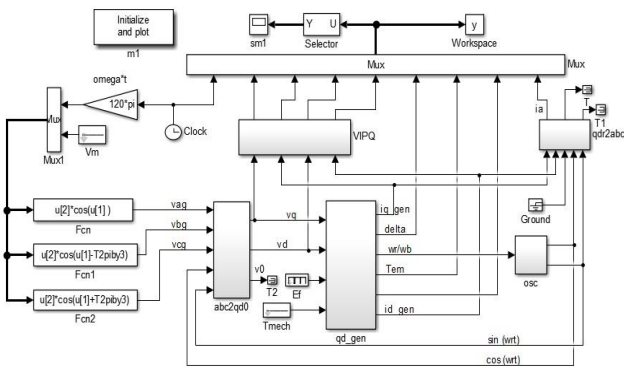 Initialize
and plot
m1
sm1
Y U
Selector
y
Workspace
Mux
Mux
omega*t
120*pi
Clock
Mux
Mux1
Vm
VIPQ
ia
T
T1
qdr2abc
Ground
u[2]*cos(u[1] )
Fcn
vag
u[2]*cos(u[1]-T2piby3)
Fcn1
vbg
u[2]*cos(u[1]+T2piby3)
Fcn2
vcg
abc2qd0
vq
vd
v0
T2
Ef
Tmech
qd_gen
iq_gen
delta
wr/wb
Tem
id_gen
osc
sin (wrt)
cos (wrt)